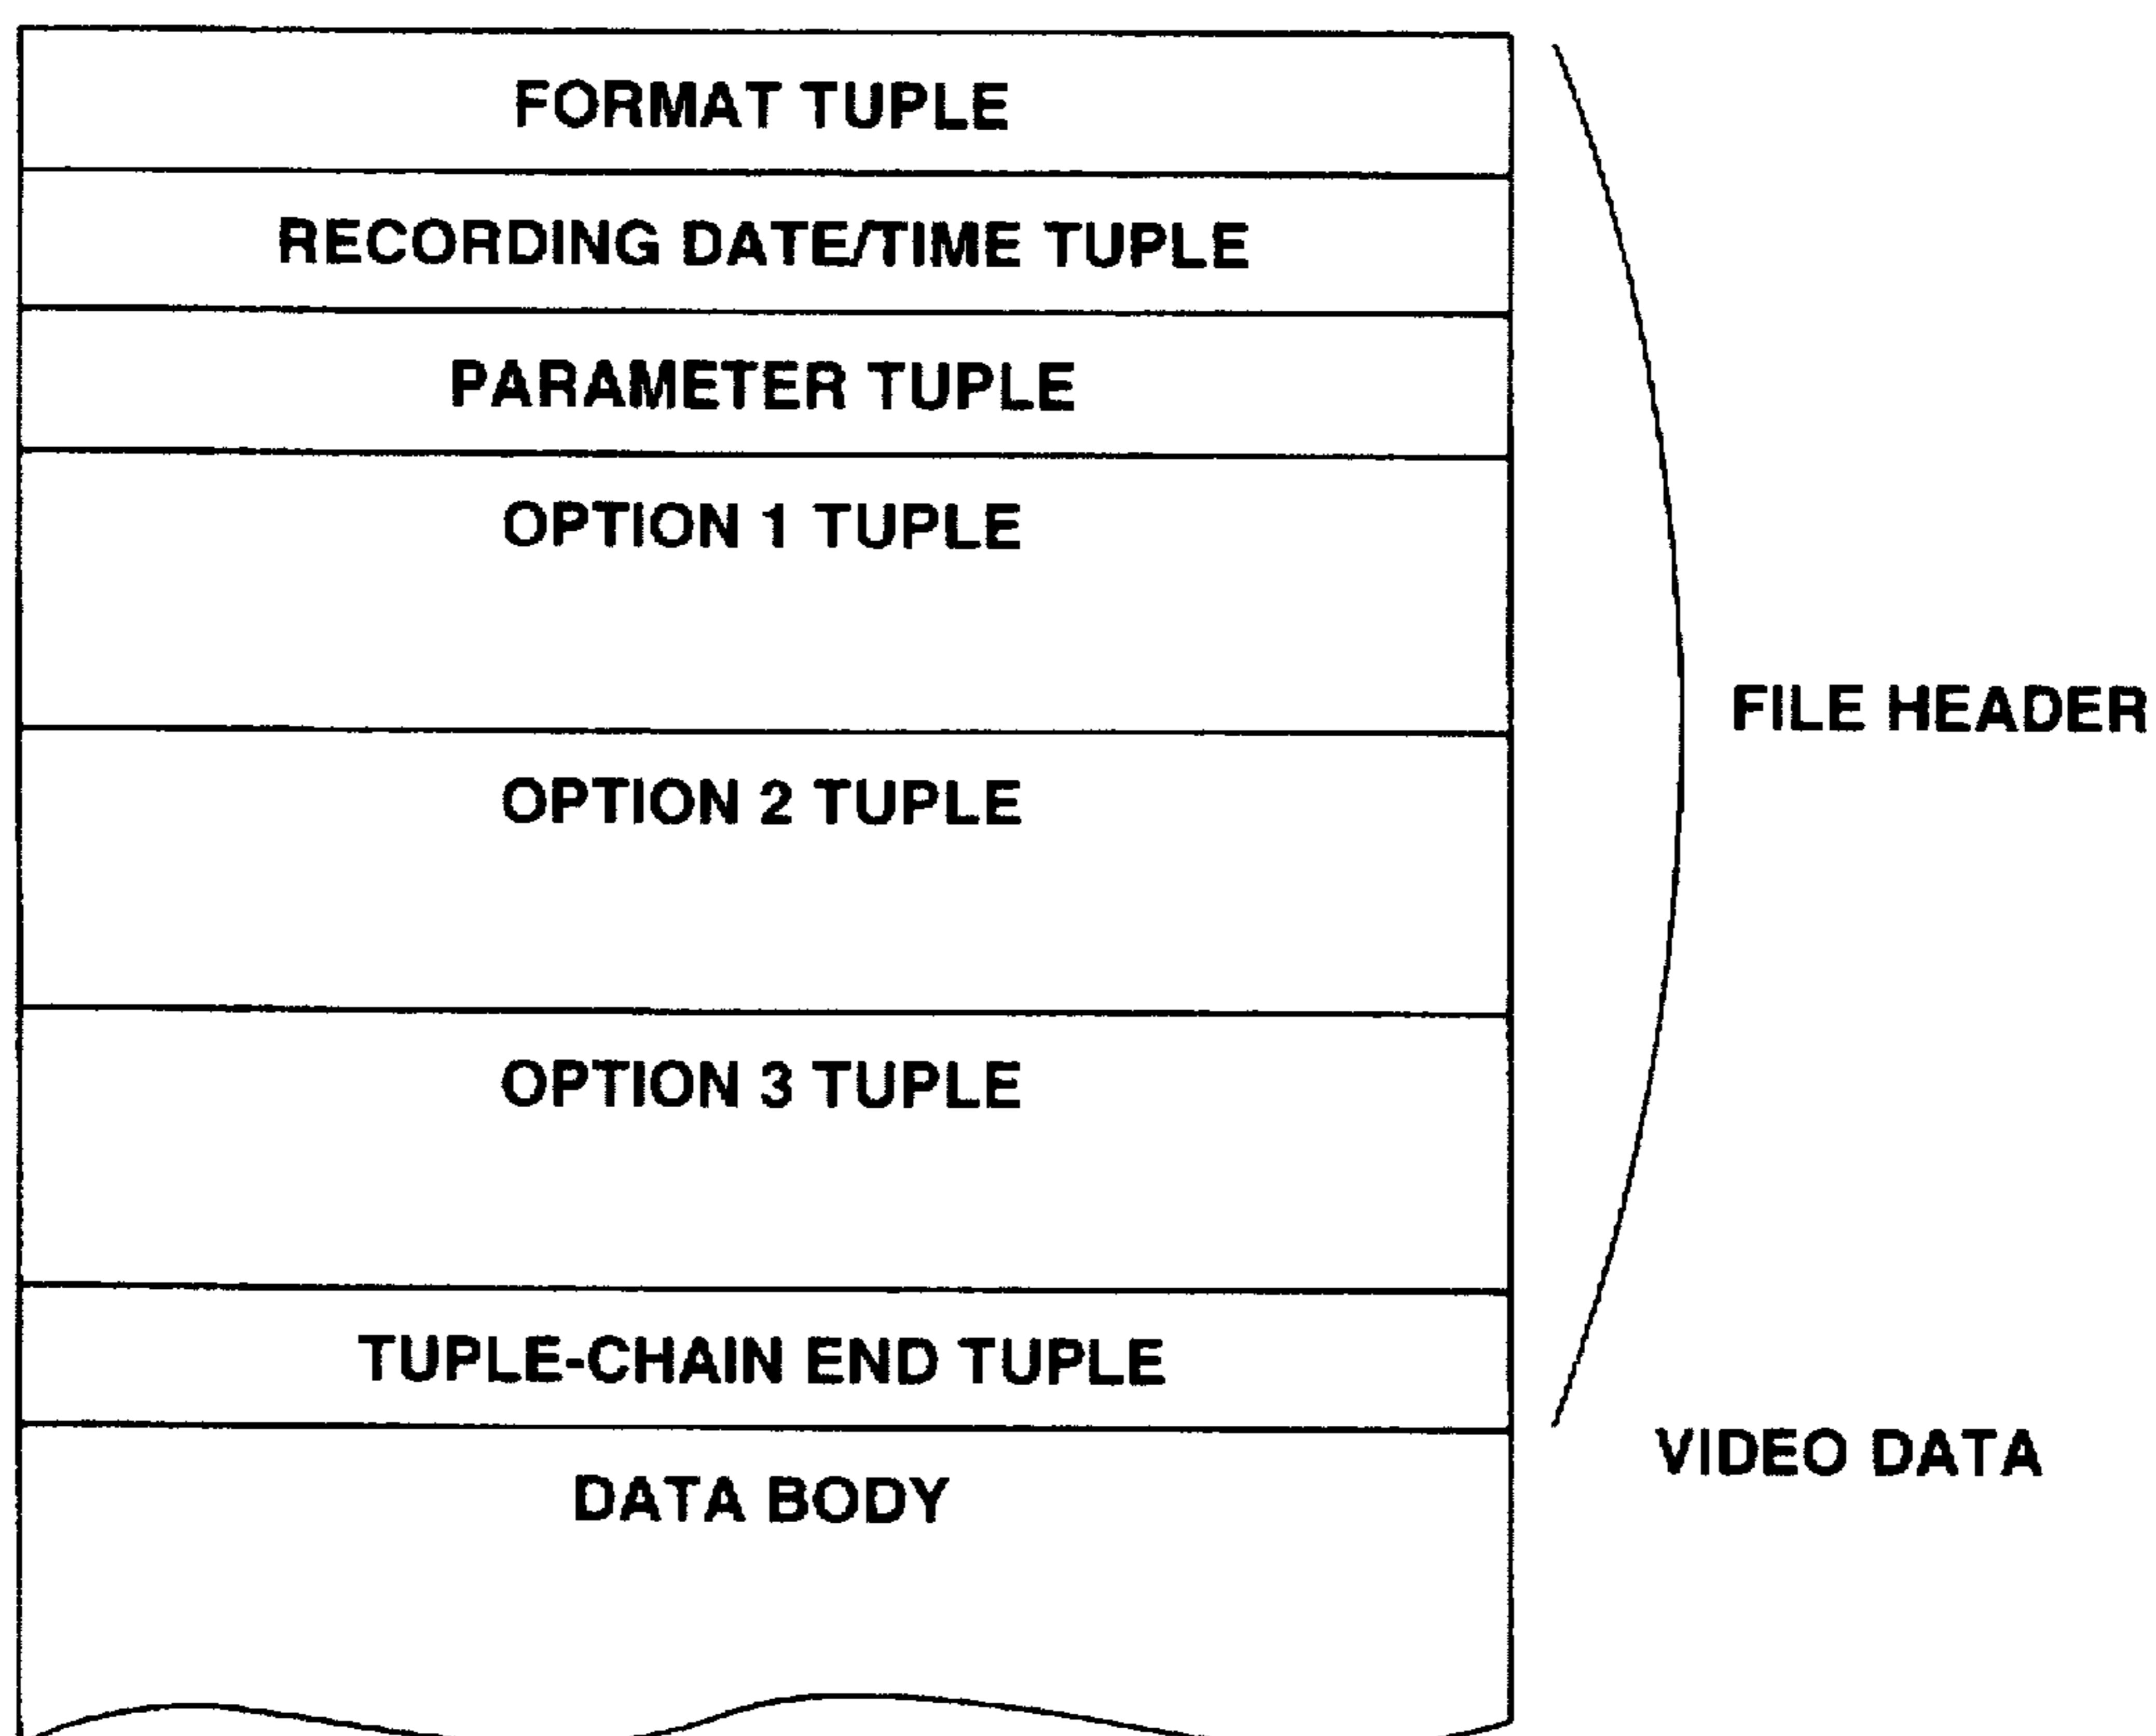 FORMAT TUPLE
RECORDING DATE/TIME TUPLE
PARAMETER TUPLE
OPTION 1 TUPLE
FILE HEADER
OPTION 2 TUPLE
OPTION 3 TUPLE
TUPLE-CHAIN END TUPLE
VIDEO DATA
DATA BODY